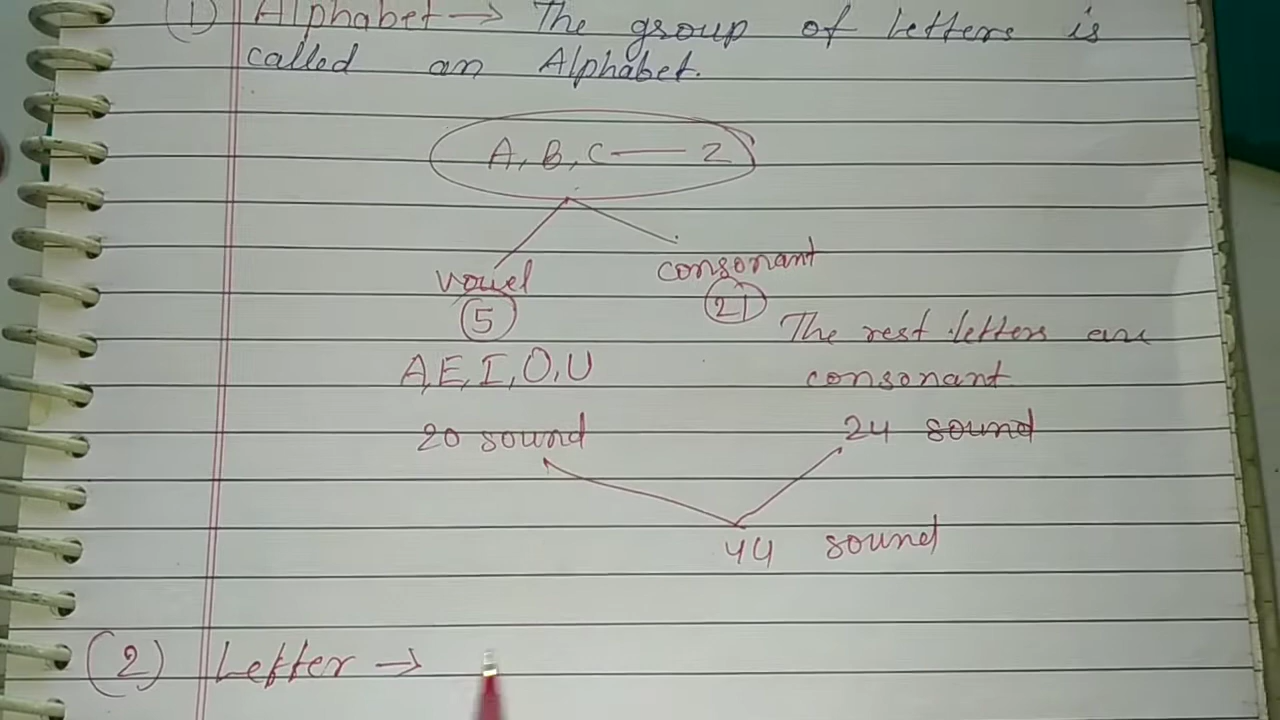 (1) Alphabet → The group of letters is
called an Alphabet.
A, B, C — Z
vowel consonant
5 21
The rest letters are
A, E, I, O, U consonant
20 sound 24 sound
44 sound
(2) Letter →